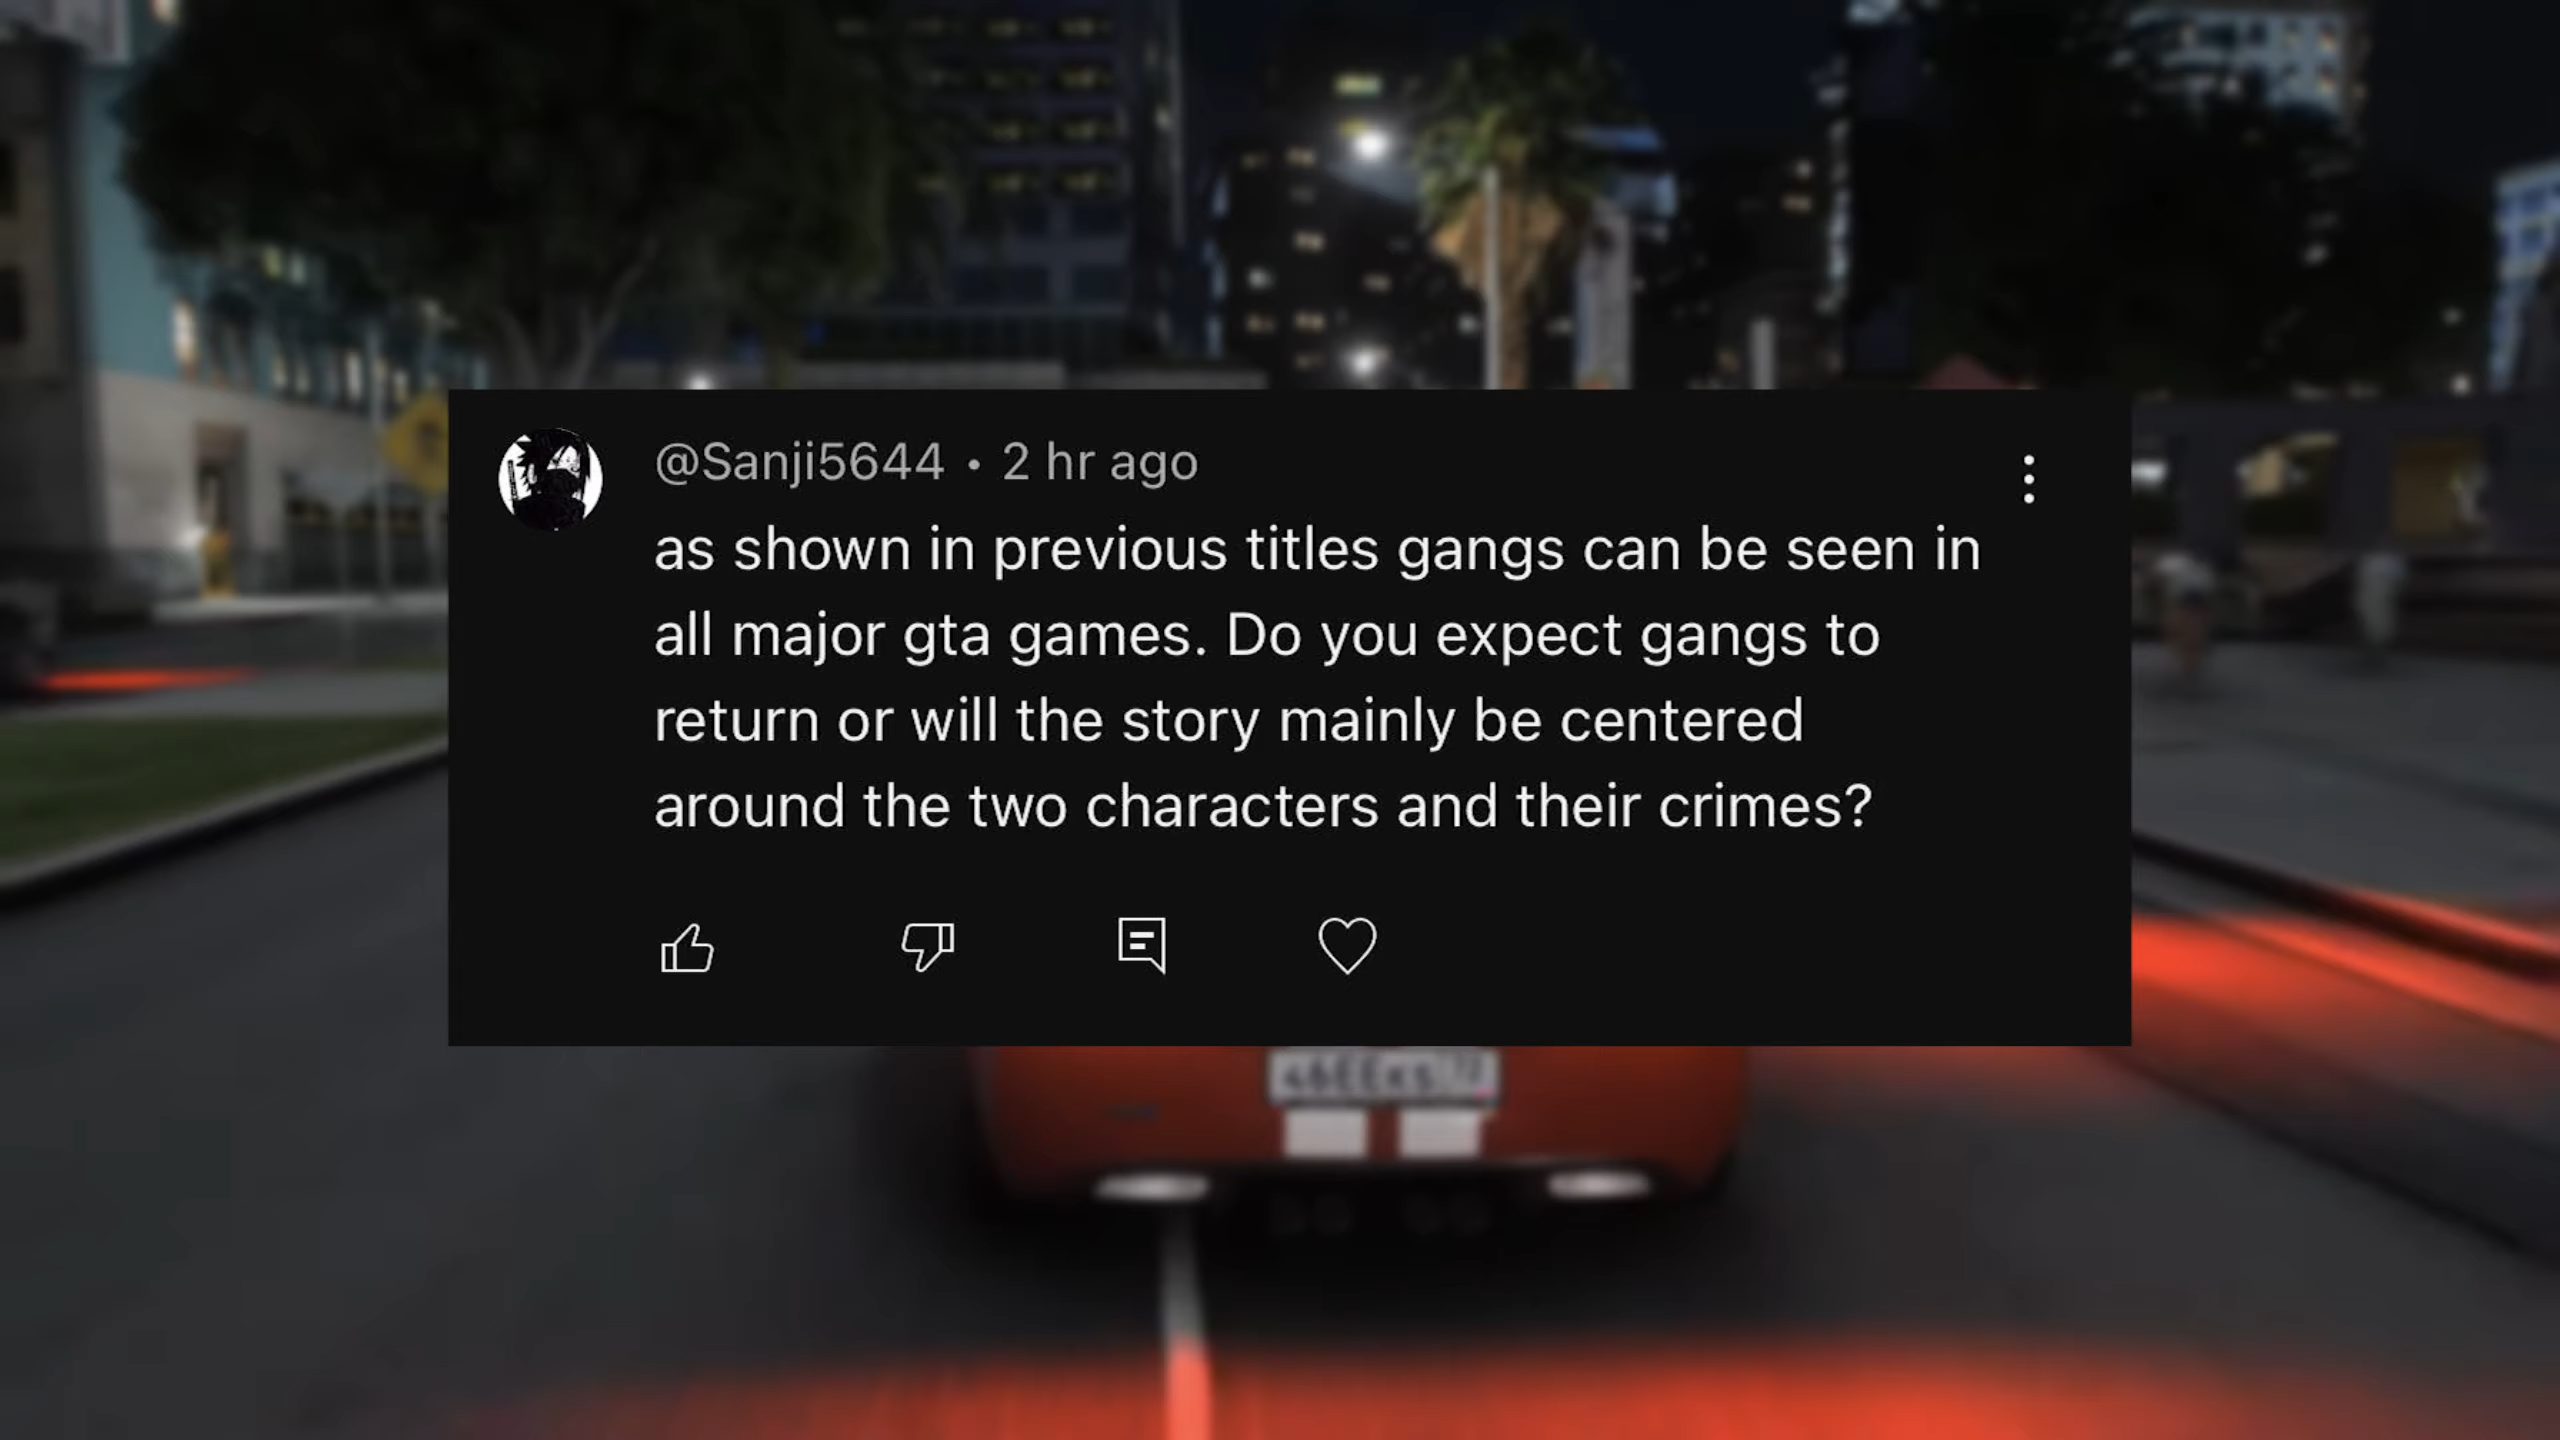 @Sanji5644 • 2 hr ago
as shown in previous titles gangs can be seen in
all major gta games. Do you expect gangs to
return or will the story mainly be centered
around the two characters and their crimes?